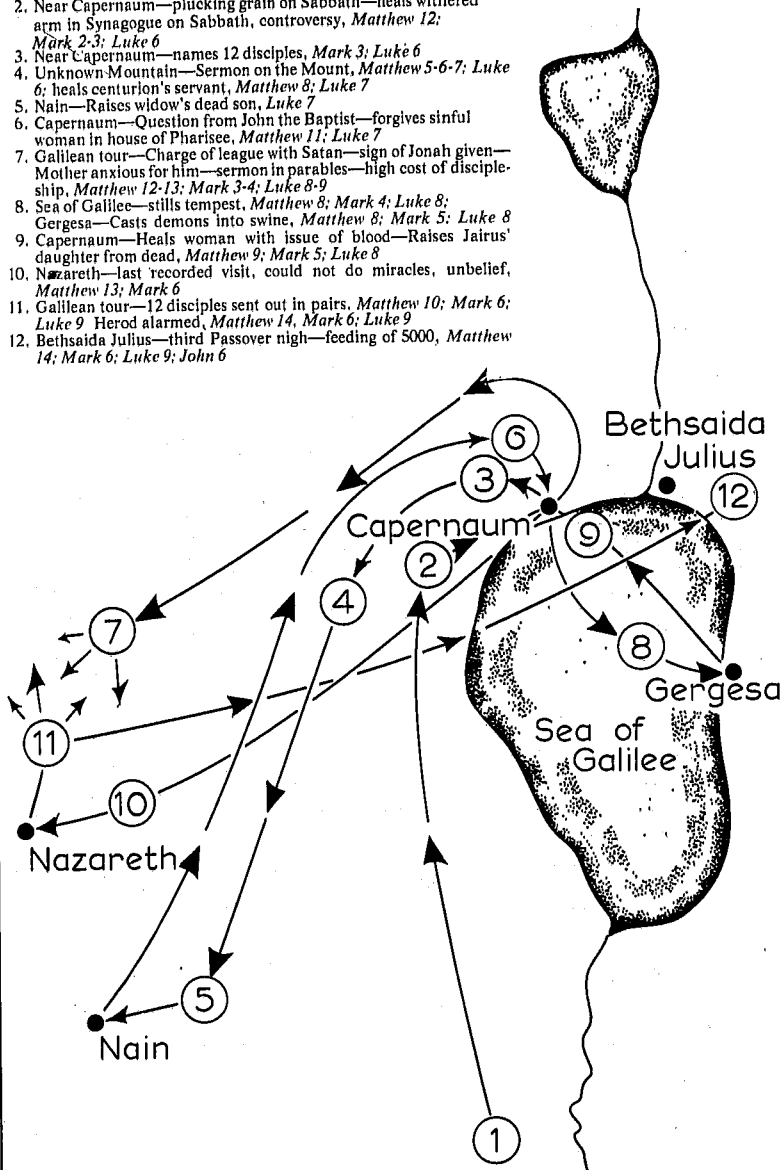 2. Near Capernaum—plucking grain on Sabbath—heals withered
arm in Synagogue on Sabbath, controversy, Matthew 12;
Mark 2-3; Luke 6
3. Near Capernaum—names 12 disciples, Mark 3; Luke 6
4. Unknown Mountain—Sermon on the Mount, Matthew 5-6-7; Luke
6; heals centurion's servant, Matthew 8; Luke 7
5. Nain—Raises widow's dead son, Luke 7
6. Capernaum—Question from John the Baptist—forgives sinful
woman in house of Pharisee, Matthew 11; Luke 7
7. Galilean tour—Charge of league with Satan—sign of Jonah given—
Mother anxious for him—sermon in parables—high cost of disciple-
ship, Matthew 12-13; Mark 3-4; Luke 8-9
8. Sea of Galilee—stills tempest, Matthew 8; Mark 4; Luke 8;
Gergesa—Casts demons into swine, Matthew 8; Mark 5; Luke 8
9. Capernaum—Heals woman with issue of blood—Raises Jairus'
daughter from dead, Matthew 9; Mark 5; Luke 8
10. Nazareth—last recorded visit, could not do miracles, unbelief,
Matthew 13; Mark 6
11. Galilean tour—12 disciples sent out in pairs. Matthew 10; Mark 6;
Luke 9 Herod alarmed, Matthew 14, Mark 6; Luke 9
12. Bethsaida Julius—third Passover nigh—feeding of 5000, Matthew
14; Mark 6; Luke 9; John 6
Bethsaida
Julius
6
3
12
Capernaum
9
2
4
7
8
Gergesa
11
Sea of
Galilee
10
Nazareth
5
Nain
1